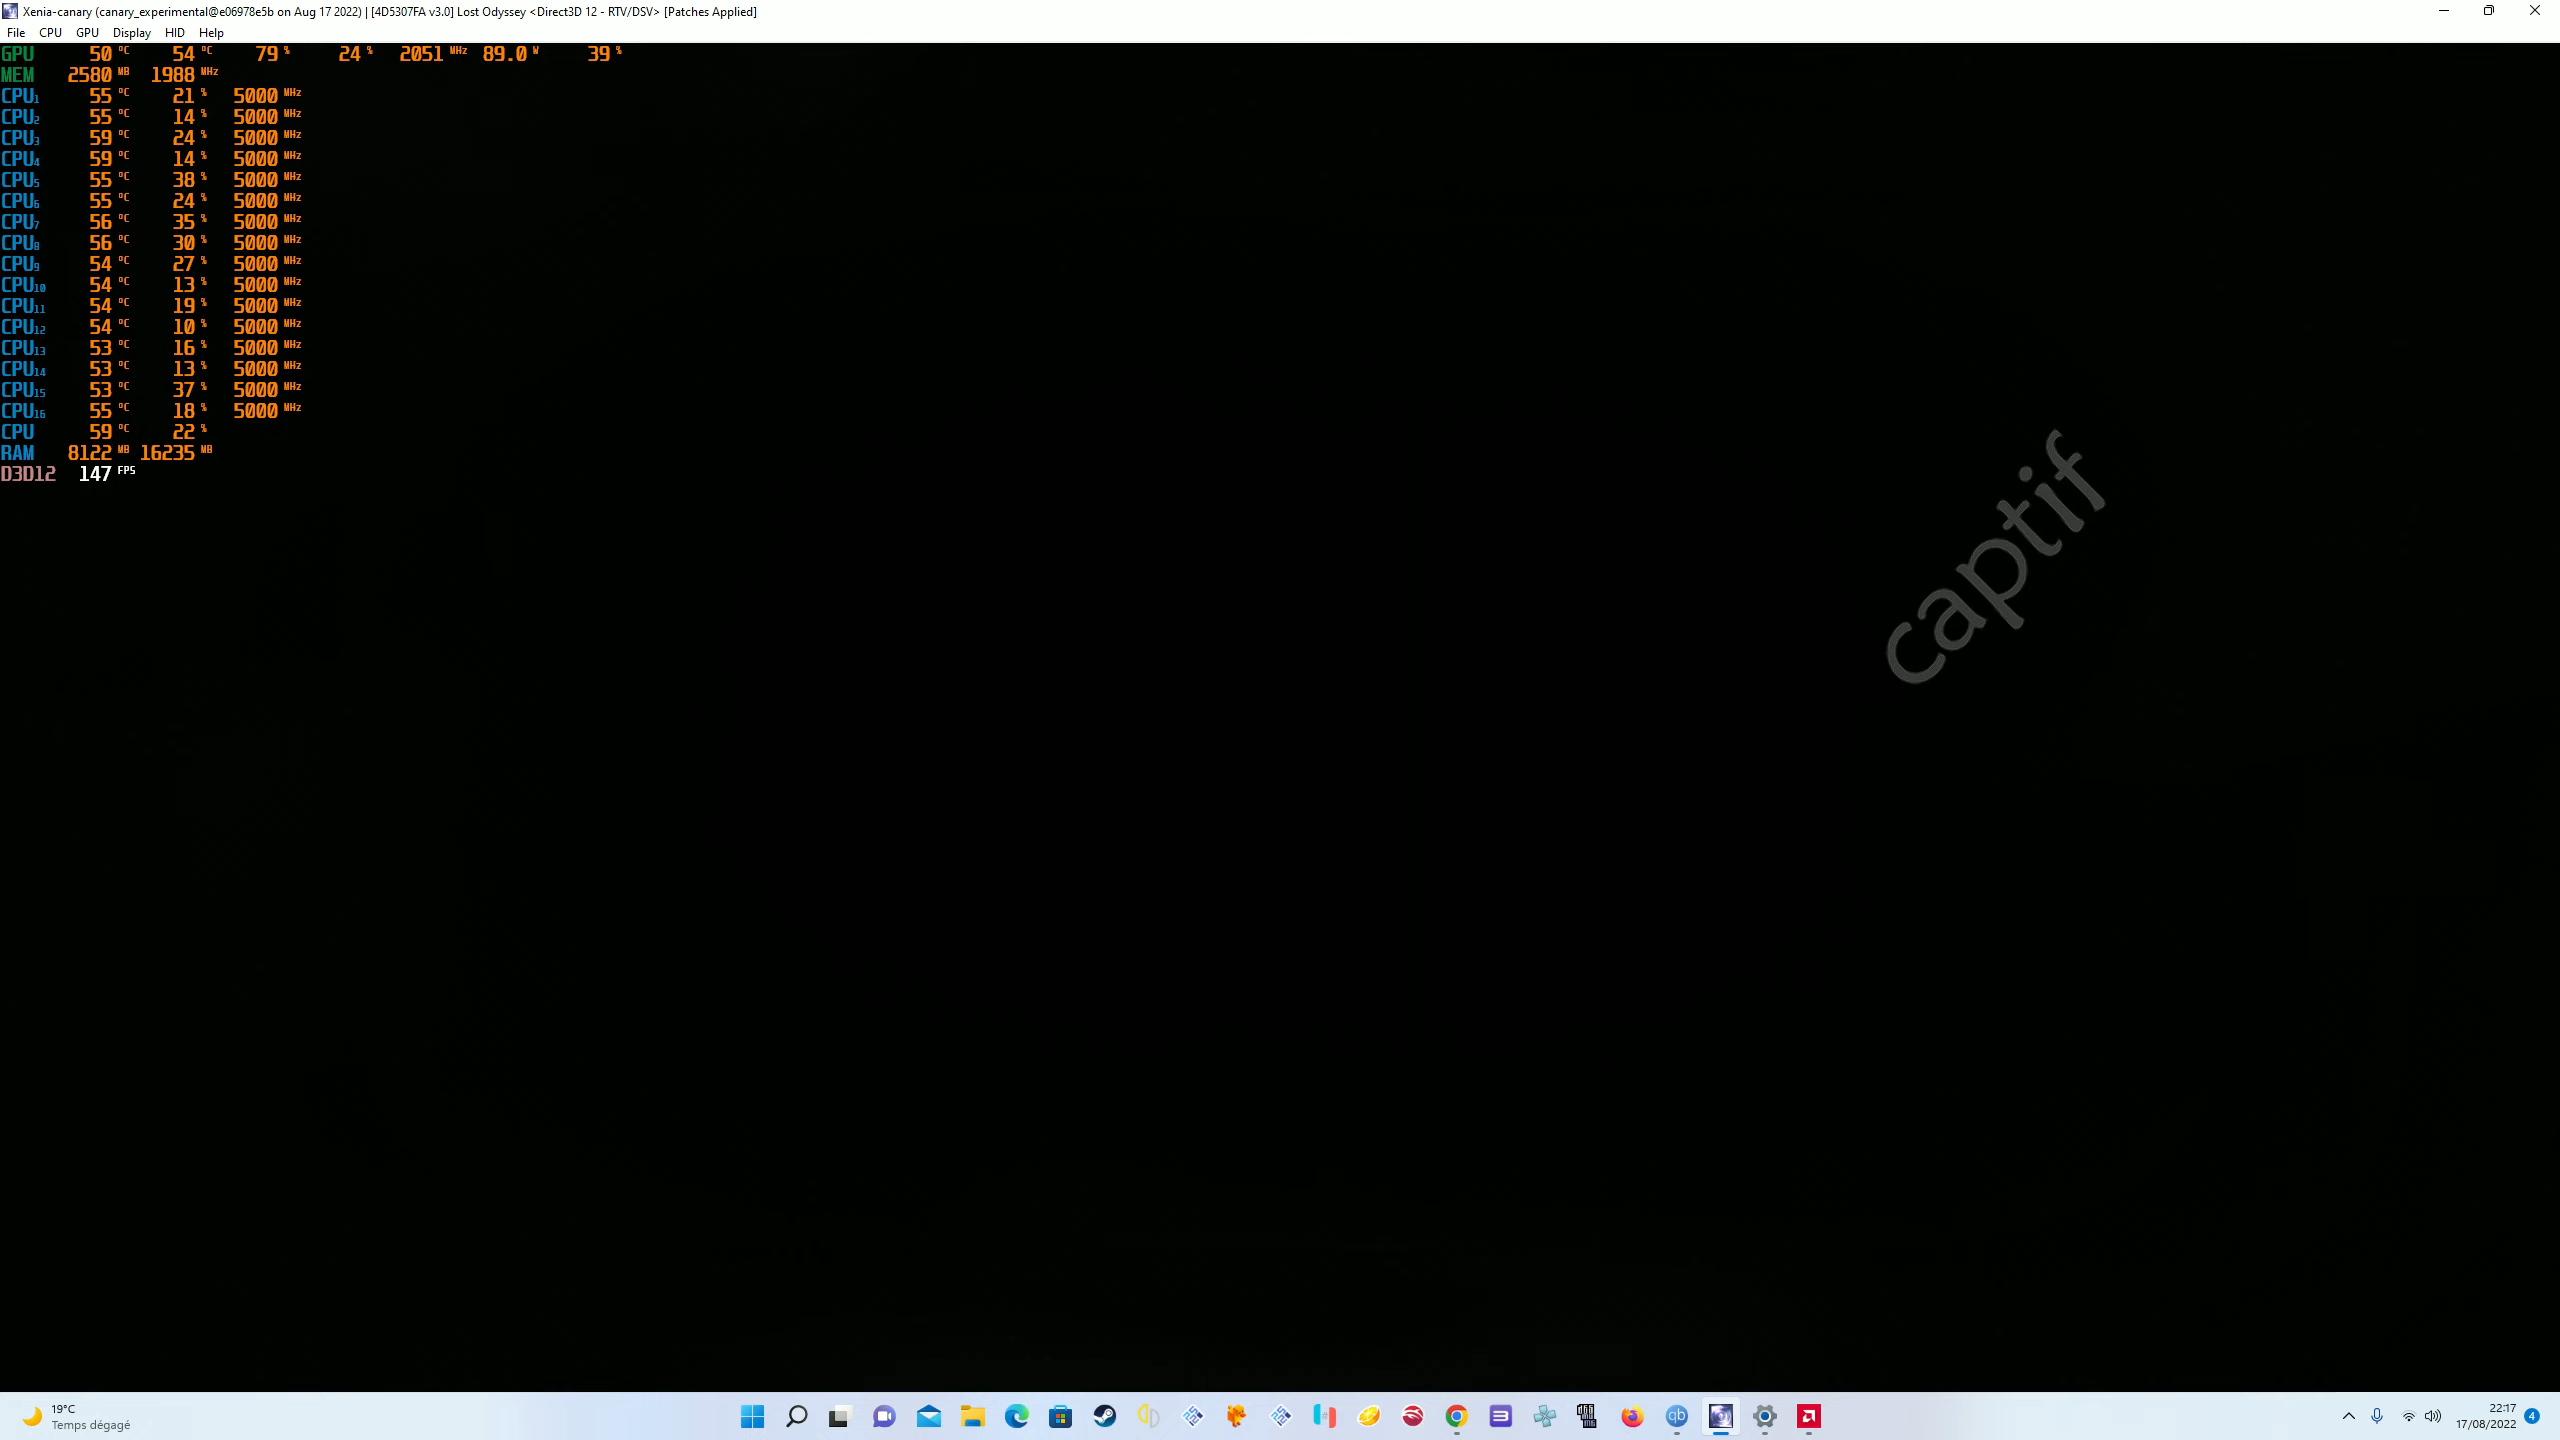 Xenia-canary (canary_experimental@e06978e5b on Aug 17 2022) | [4D5307FA v3.0] Lost Odyssey <Direct3D 12 - RTV/DSV> [Patches Applied]
File CPU GPU Display HID Help
GPU 50 °C 54 °C 79 % 24 % 2051 MHz 89.0 W 39 %
MEM 2580 MB 1988 MHz
CPU1 55 °C 21 % 5000 MHz
CPU2 55 °C 14 % 5000 MHz
CPU3 59 °C 24 % 5000 MHz
CPU4 59 °C 14 % 5000 MHz
CPU5 55 °C 38 % 5000 MHz
CPU6 55 °C 24 % 5000 MHz
CPU7 56 °C 35 % 5000 MHz
CPU8 56 °C 30 % 5000 MHz
CPU9 54 °C 27 % 5000 MHz
CPU10 54 °C 13 % 5000 MHz
CPU11 54 °C 19 % 5000 MHz
CPU12 54 °C 10 % 5000 MHz
CPU13 53 °C 16 % 5000 MHz
CPU14 53 °C 13 % 5000 MHz
CPU15 53 °C 37 % 5000 MHz
CPU16 55 °C 18 % 5000 MHz
CPU 59 °C 22 %
RAM 8122 MB 16235 MB
D3D12 147 FPS
captif
19°C
Temps dégagé
qb
22:17
17/08/2022
4